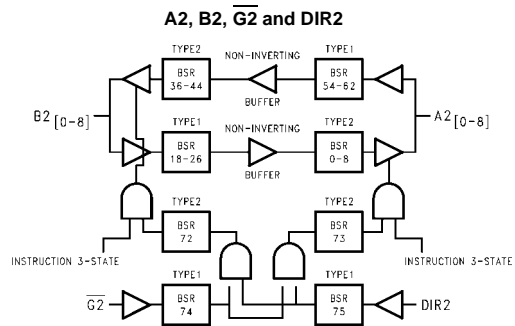 A2, B2, G2 and DIR2
TYPE2 NON-INVERTING TYPE1
BSR
36-44
BSR
54-62
BUFFER
B2[0-8]
A2[0-8]
TYPE1 NON-INVERTING TYPE2
BSR
18-26
BSR
0-8
BUFFER
TYPE2 TYPE2
BSR
72
BSR
73
INSTRUCTION 3-STATE INSTRUCTION 3-STATE
TYPE1 TYPE1
G2
BSR
74
BSR
75
DIR2